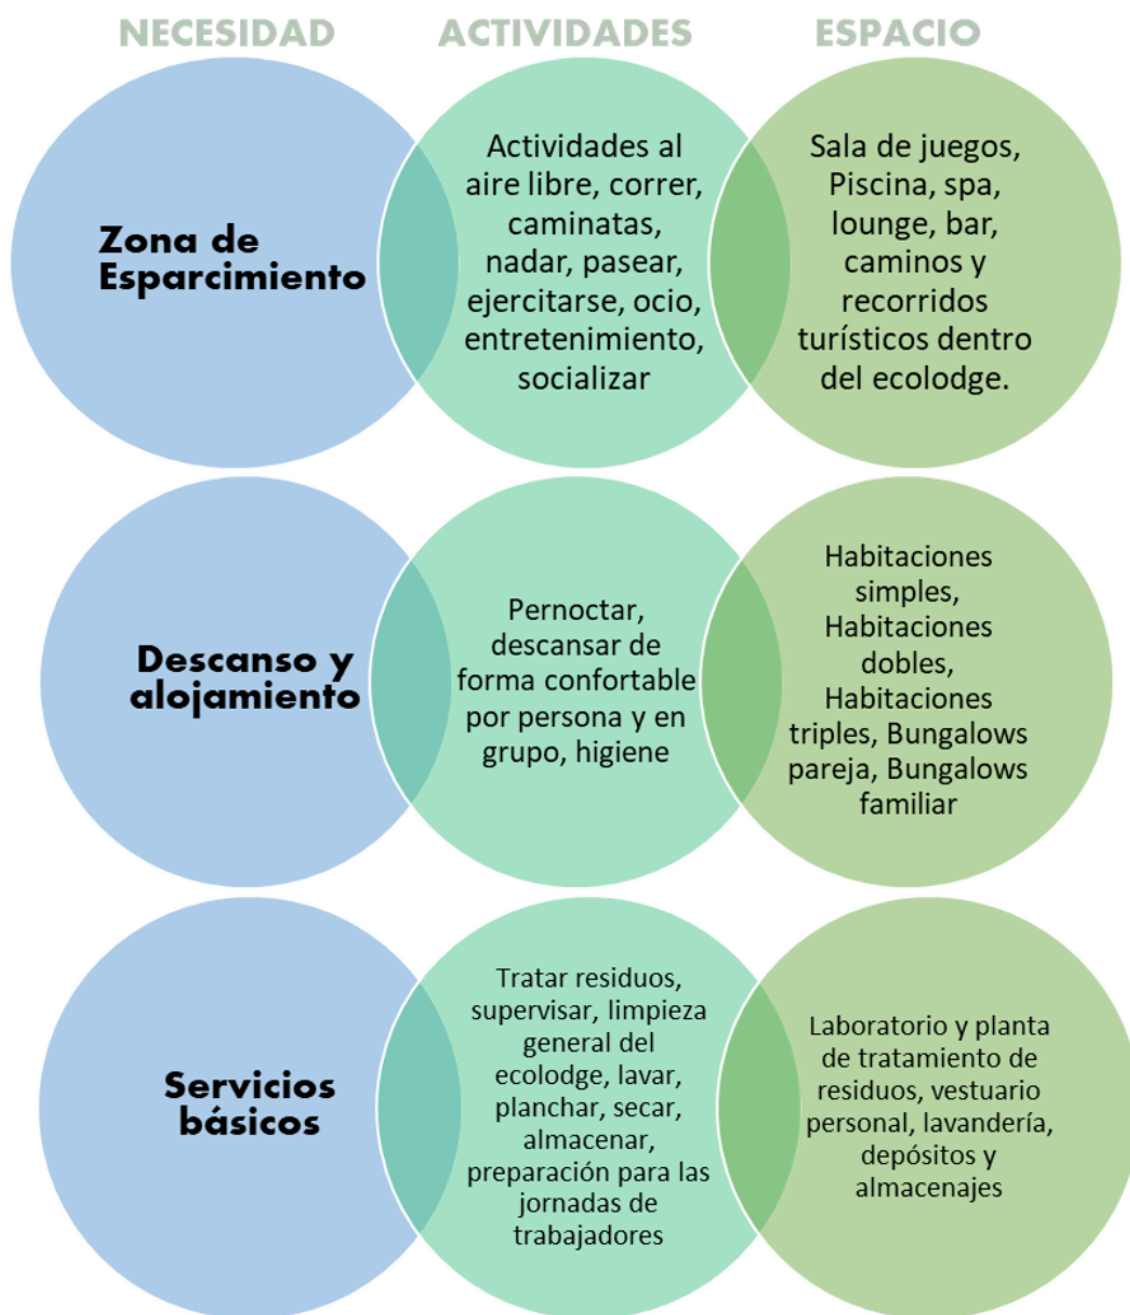 NECESIDAD
ACTIVIDADES
ESPACIO
Zona de
Esparcimiento
Actividades al
aire libre, correr,
caminatas,
nadar, pasear,
ejercitarse, ocio,
entretenimiento,
socializar
Sala de juegos,
Piscina, spa,
lounge, bar,
caminos y
recorridos
turísticos dentro
del ecolodge.
Descanso y
alojamiento
Pernoctar,
descansar de
forma confortable
por persona y en
grupo, higiene
Habitaciones
simples,
Habitaciones
dobles,
Habitaciones
triples, Bungalows
pareja, Bungalows
familiar
Servicios
básicos
Tratar residuos,
supervisar, limpieza
general del
ecolodge, lavar,
planchar, secar,
almacenar,
preparación para las
jornadas de
trabajadores
Laboratorio y planta
de tratamiento de
residuos, vestuario
personal, lavandería,
depósitos y
almacenajes